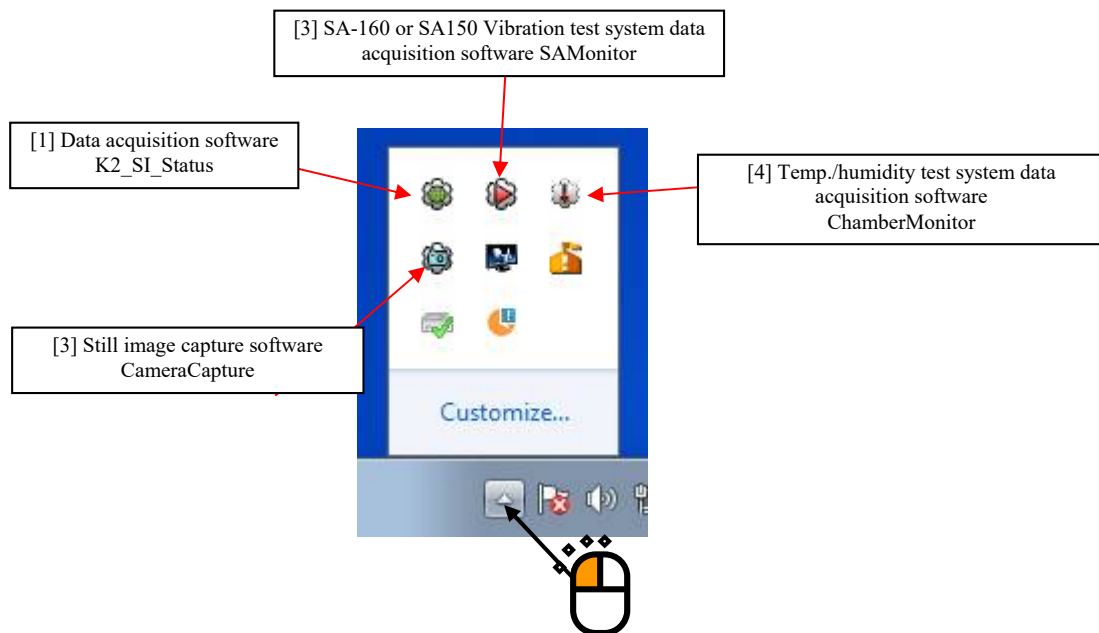 [3] SA-160 or SA150 Vibration test system data
acquisition software SAMonitor
[1] Data acquisition software
K2_SI_Status
[4] Temp./humidity test system data
acquisition software
ChamberMonitor
[3] Still image capture software
CameraCapture
Customize...